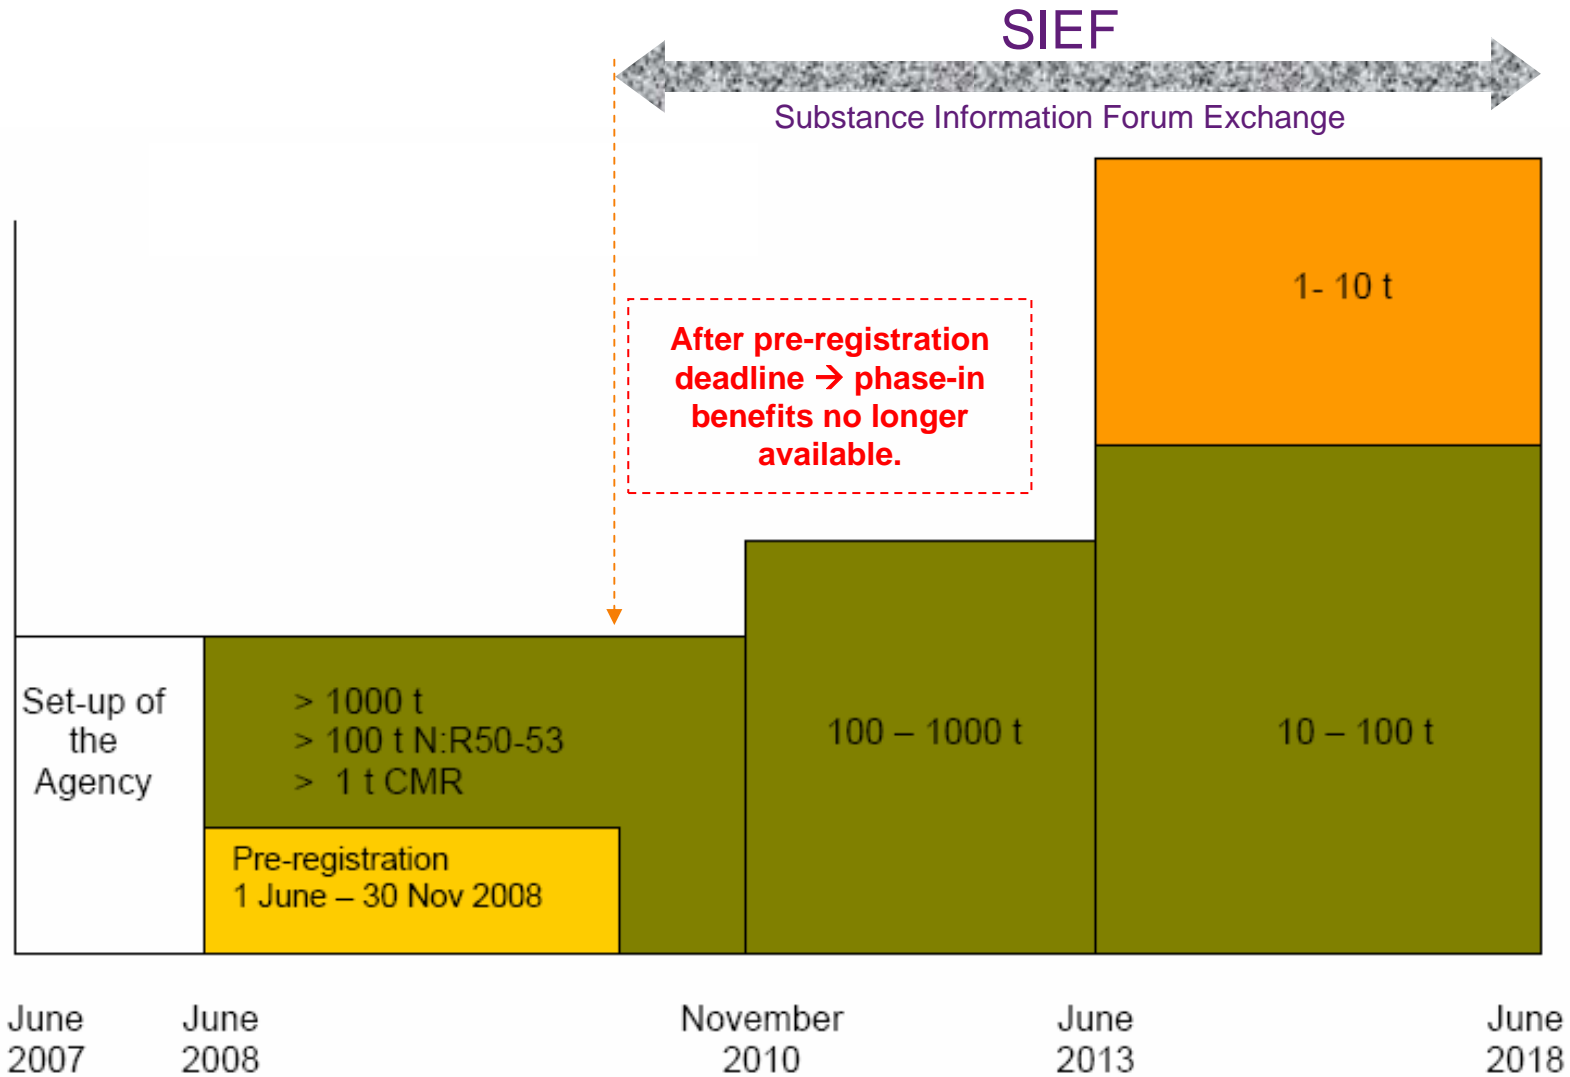 SIEF
Substance Information Forum Exchange
1- 10 t
After pre-registration
deadline → phase-in
benefits no longer
available.
Set-up of
the
Agency
> 1000 t
> 100 t N:R50-53
> 1 t CMR
100 – 1000 t
10 – 100 t
Pre-registration
1 June – 30 Nov 2008
June
2007
June
2008
November
2010
June
2013
June
2018